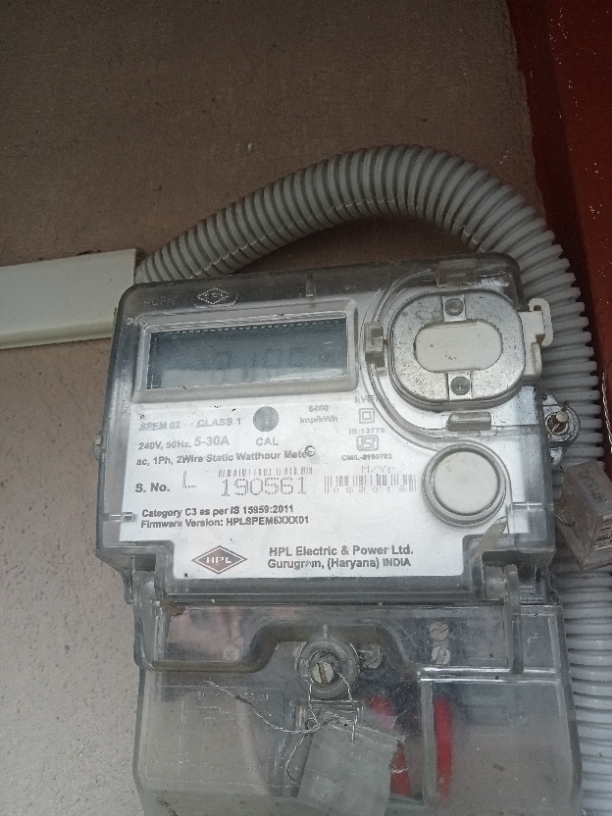 HPL
SPEM 02 CLASS 1
6400
imp/kWh
240V, 50Hz, 5-30A CAL
ac, 1Ph, 2Wire Static Watthour Meter
IS:13779
S. No. L 190561
M/Yr.
Category C3 as per IS 15959:2011
Firmware Version: HPLSPEM6XXX01
HPL HPL Electric & Power Ltd.
Gurugram, (Haryana) INDIA